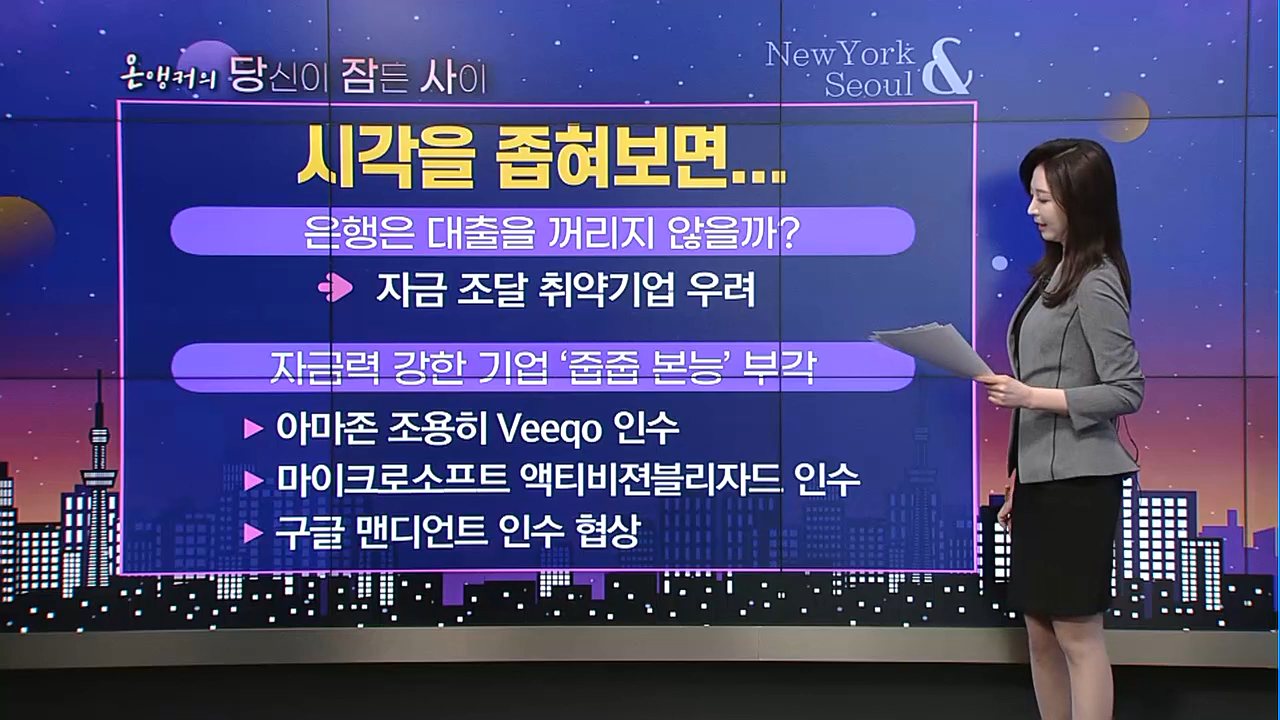 온앵커의 당신이 잠든 사이
New York
Seoul &
시각을 좁혀보면...
은행은 대출을 꺼리지 않을까?
자금 조달 취약기업 우려
자금력 강한 기업 ‘줍줍 본능’ 부각
▶ 아마존 조용히 Veeqo 인수
▶ 마이크로소프트 액티비젼블리자드 인수
▶ 구글 맨디언트 인수 협상